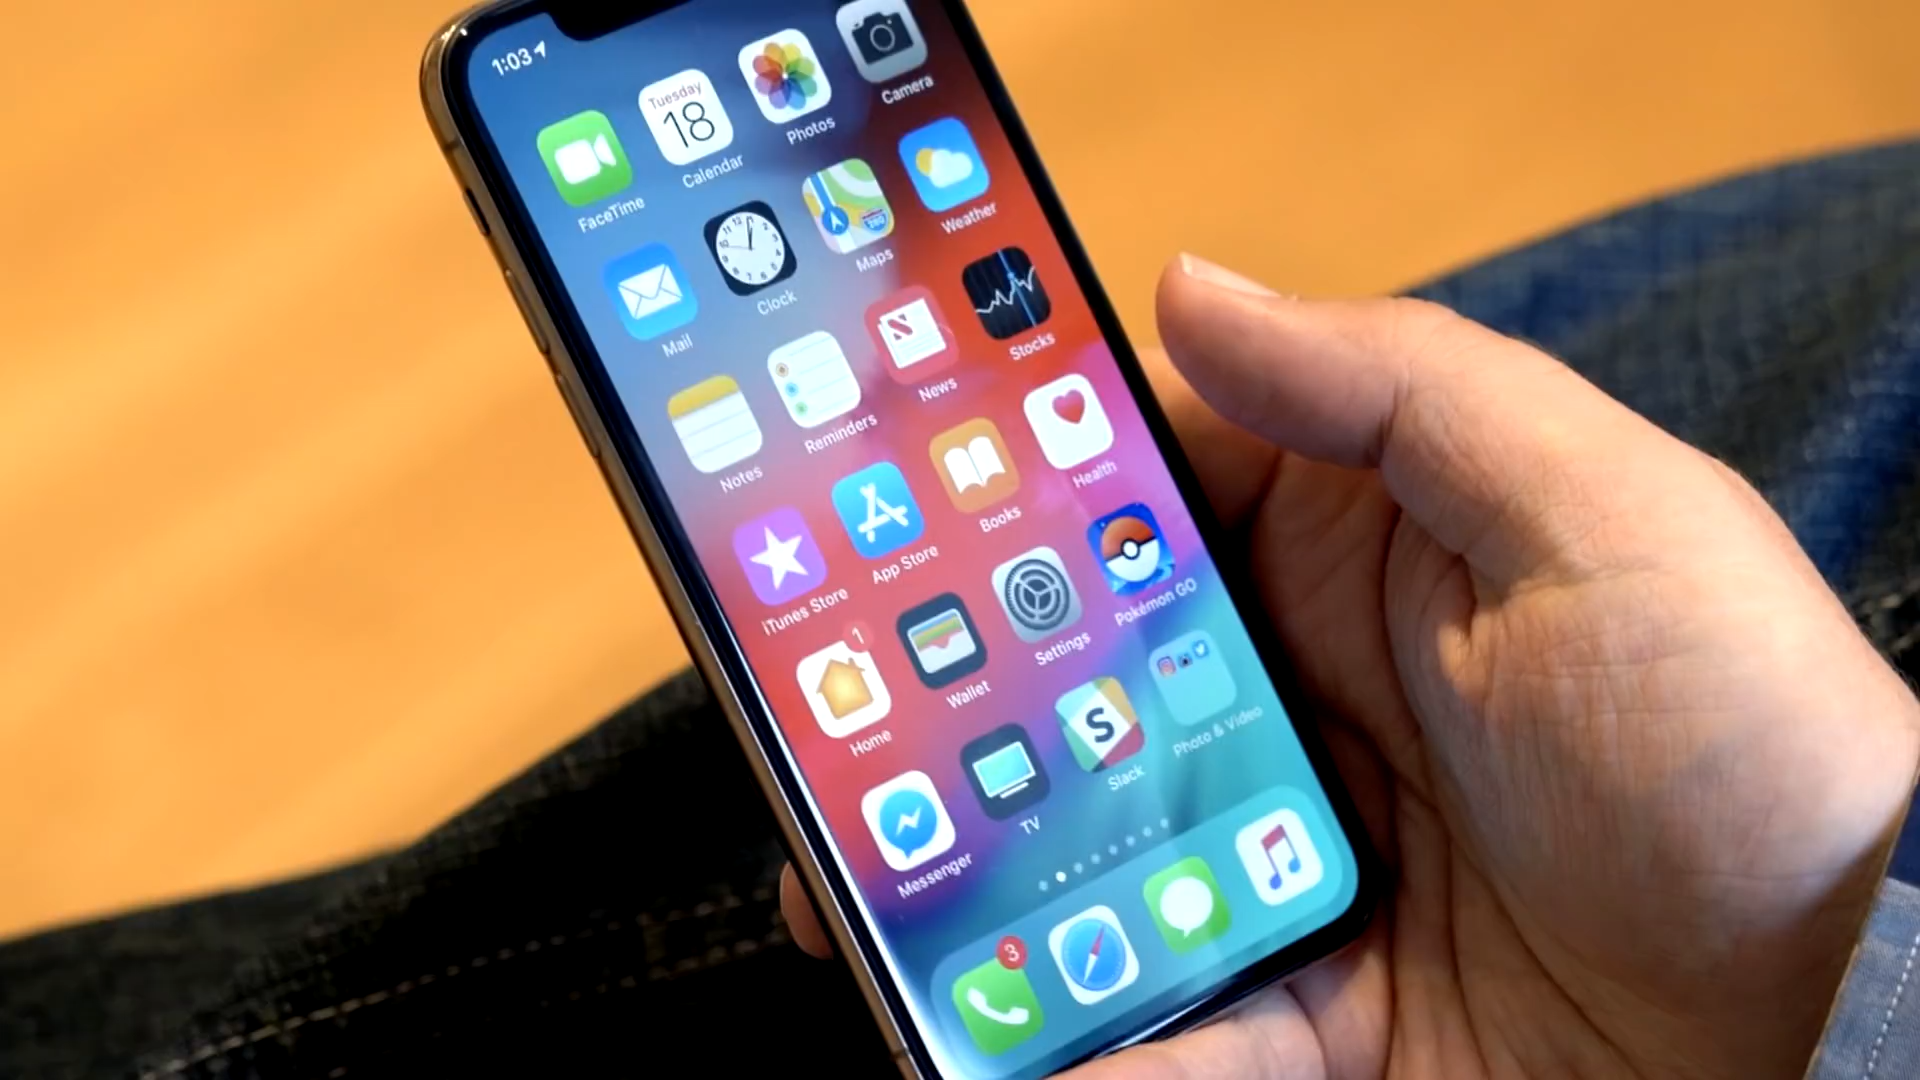 1:03
FaceTime
Tuesday
18
Calendar
Photos
Camera
Mail
Clock
Maps
280
Weather
Notes
Reminders
News
Stocks
iTunes Store
App Store
Books
Health
1
Home
Wallet
Settings
Pokémon GO
Messenger
TV
S
Slack
Photo & Video
3